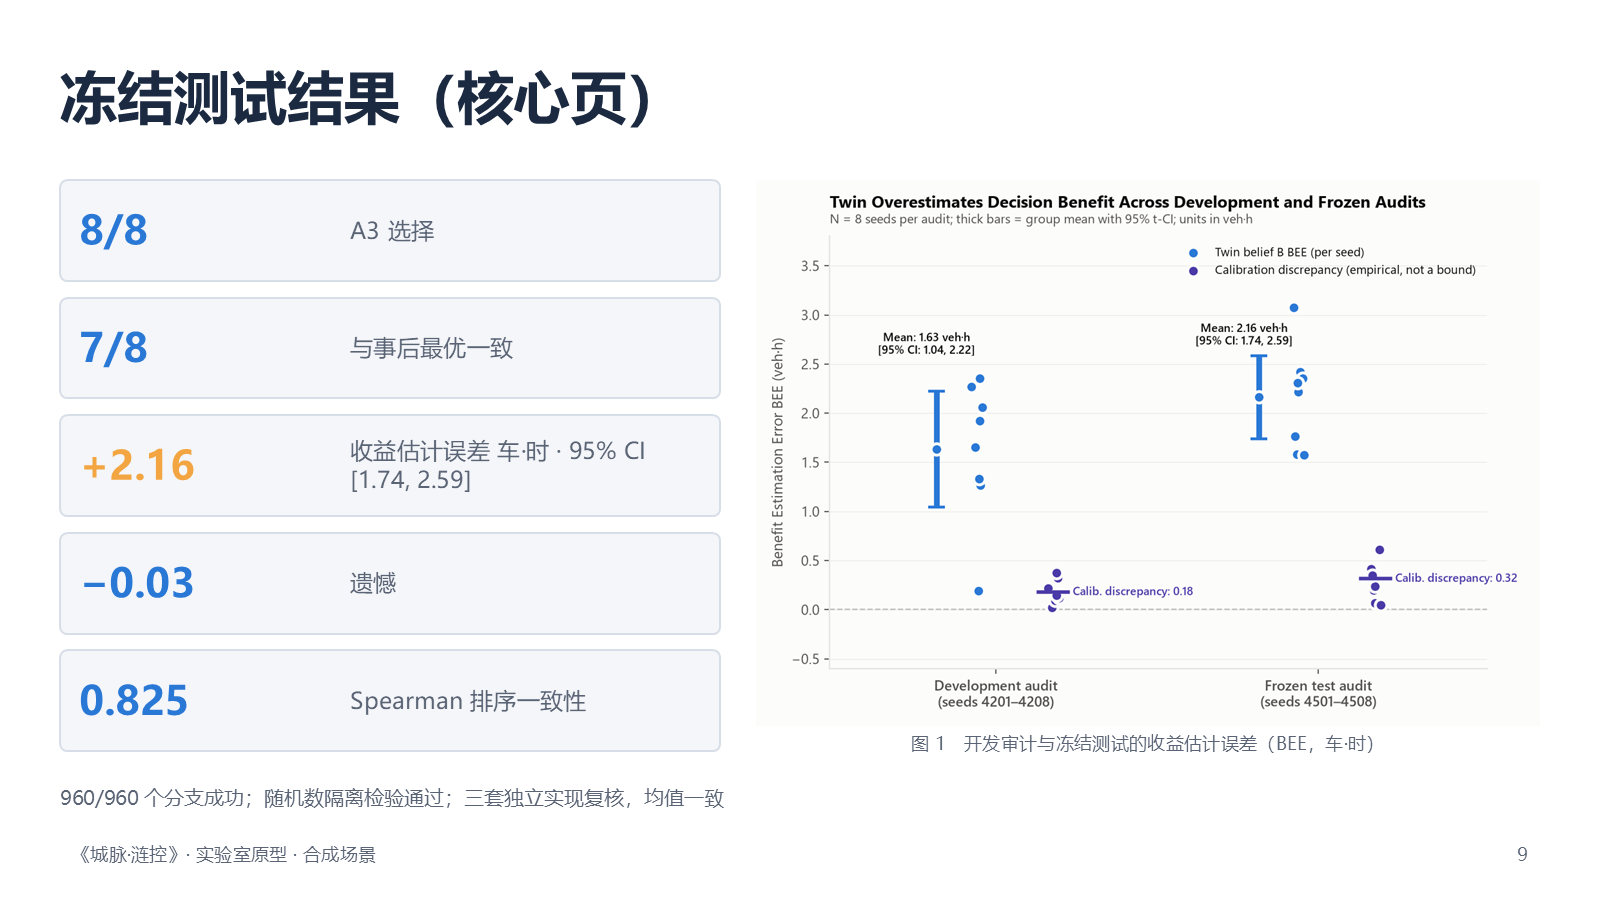 冻结测试结果（核心页）
8/8
A3 选择
7/8
与事后最优一致
+2.16
收益估计误差 车·时 · 95% CI
[1.74, 2.59]
−0.03
遗憾
0.825
Spearman 排序一致性
960/960 个分支成功；随机数隔离检验通过；三套独立实现复核，均值一致
Twin Overestimates Decision Benefit Across Development and Frozen Audits
N = 8 seeds per audit; thick bars = group mean with 95% t-CI; units in veh·h
Twin belief B BEE (per seed)
Calibration discrepancy (empirical, not a bound)
Benefit Estimation Error BEE (veh·h)
3.5
3.0
2.5
2.0
1.5
1.0
0.5
0.0
−0.5
Mean: 1.63 veh·h
[95% CI: 1.04, 2.22]
Mean: 2.16 veh·h
[95% CI: 1.74, 2.59]
Calib. discrepancy: 0.18
Calib. discrepancy: 0.32
Development audit
(seeds 4201–4208)
Frozen test audit
(seeds 4501–4508)
图 1　开发审计与冻结测试的收益估计误差（BEE，车·时）
《城脉·涟控》· 实验室原型 · 合成场景
9